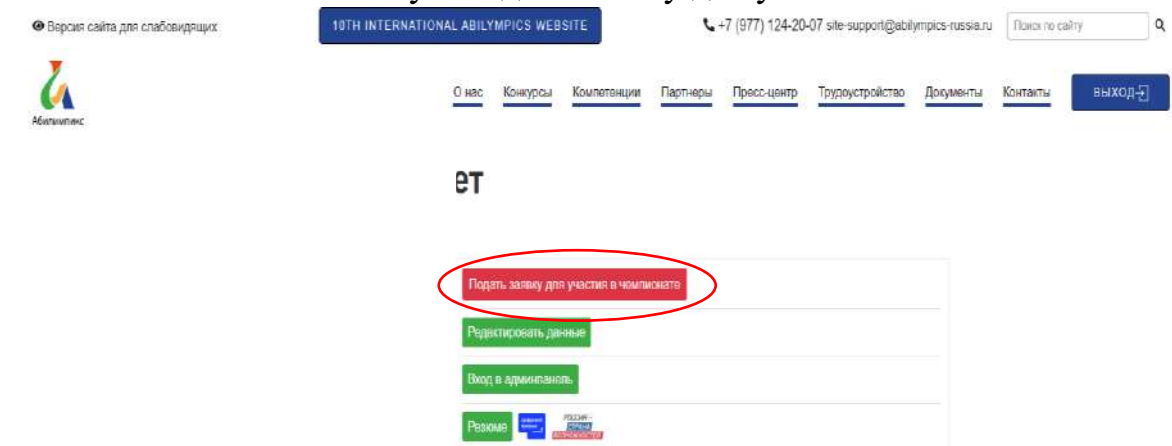 Версия сайта для слабовидящих
10TH INTERNATIONAL ABILYMPICS WEBSITE
+7 (977) 124-20-07 site-support@abilympics-russia.ru
Поиск по сайту
Абилимпикс
О нас Конкурсы Компетенции Партнеры Пресс-центр Трудоустройство Документы Контакты
ВЫХОД
ет
Подать заявку для участия в чемпионате
Редактировать данные
Вход в админпанель
Резюме
РОССИЯ - СТРАНА ВОЗМОЖНОСТЕЙ